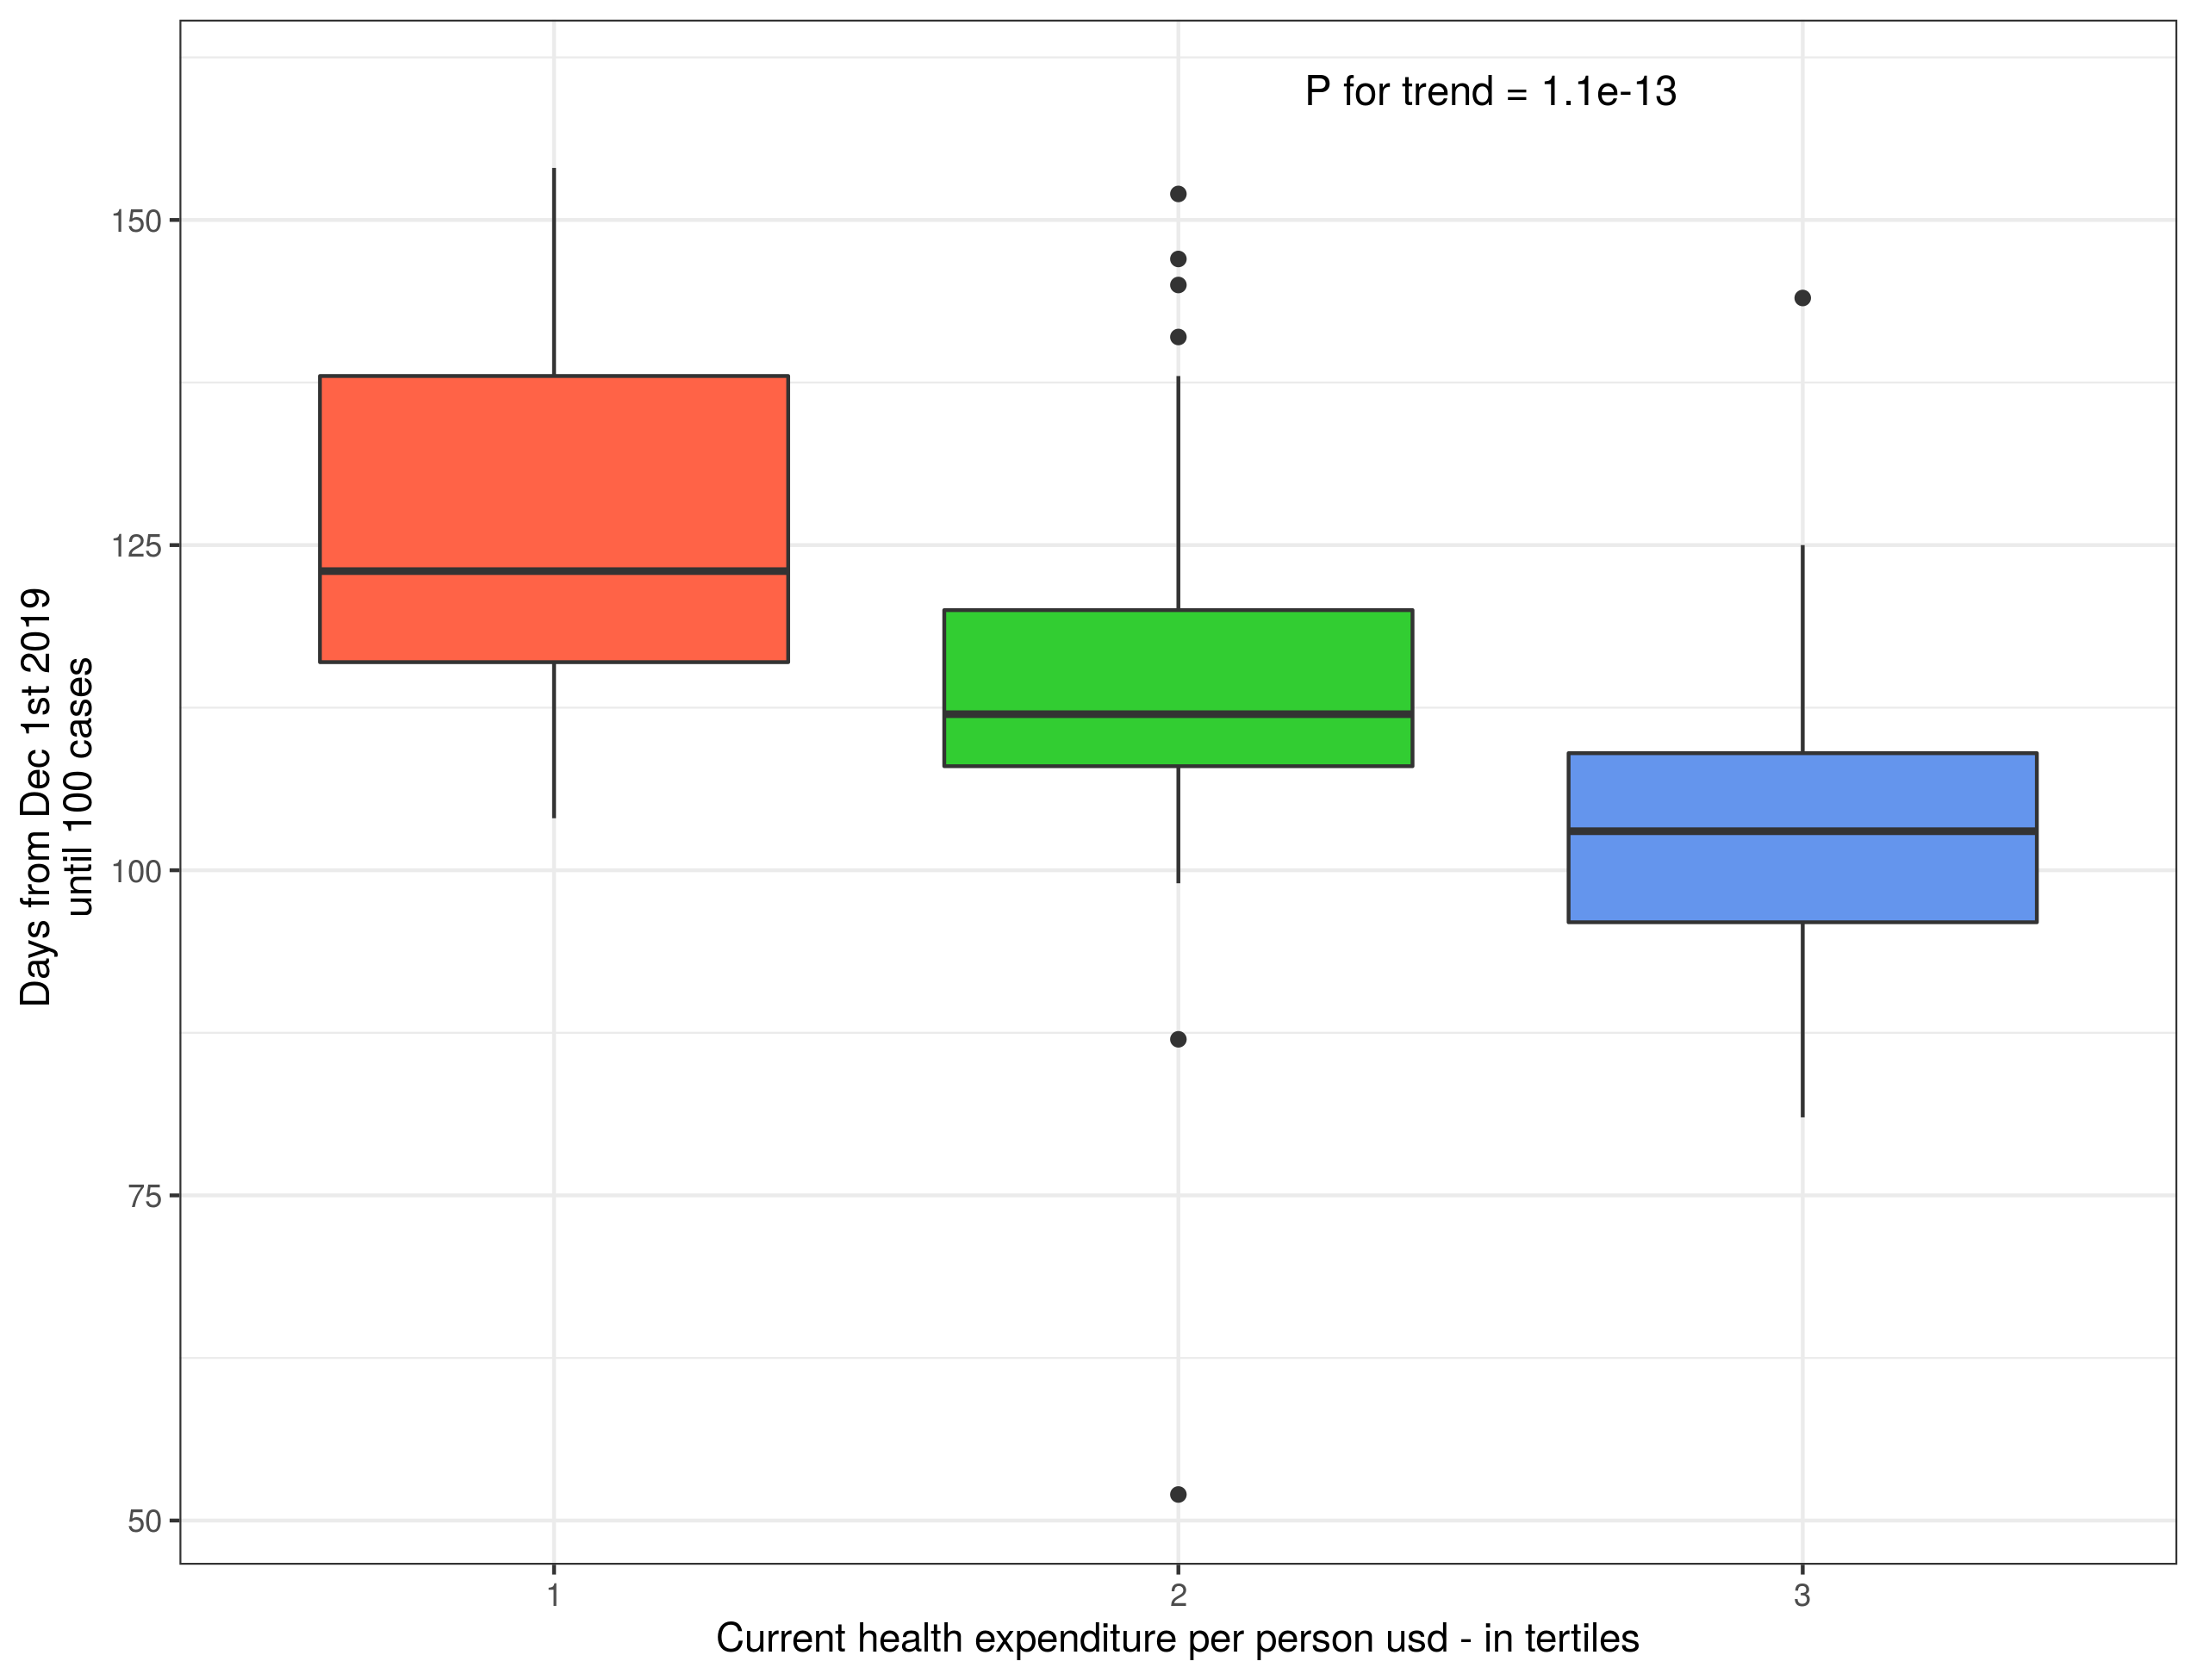 P for trend = 1.1e-13
150
125
100
75
50
Days from Dec 1st 2019
until 100 cases
1
2
3
Current health expenditure per person usd - in tertiles